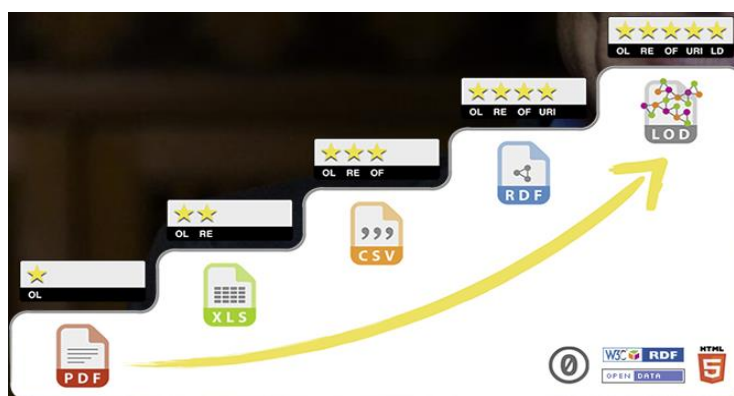 OL RE OF URI LD
LOD
OL RE OF URI
RDF
OL RE OF
CSV
OL RE
XLS
OL
PDF
0
W3C RDF
OPEN DATA
HTML
5